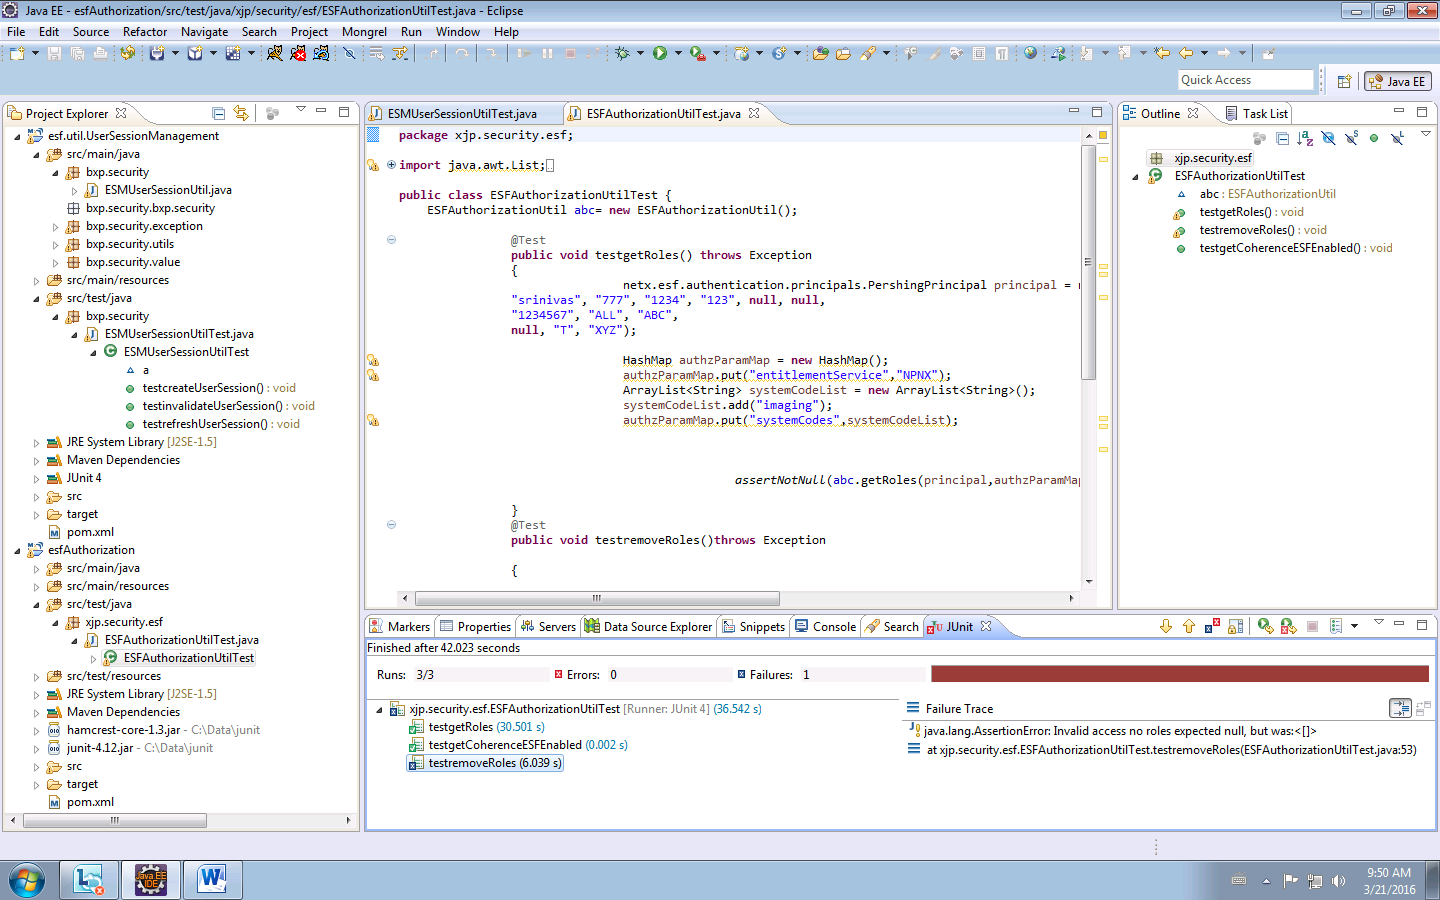 Java EE - esfAuthorization/src/test/java/xjp/security/esf/ESFAuthorizationUtilTest.java - Eclipse
File Edit Source Refactor Navigate Search Project Mongrel Run Window Help
Quick Access
Java EE
Project Explorer
esf.util.UserSessionManagement
src/main/java
bxp.security
ESMUserSessionUtil.java
bxp.security.bxp.security
bxp.security.exception
bxp.security.utils
bxp.security.value
src/main/resources
src/test/java
bxp.security
ESMUserSessionUtilTest.java
ESMUserSessionUtilTest
a
testcreateUserSession() : void
testinvalidateUserSession() : void
testrefreshUserSession() : void
JRE System Library [J2SE-1.5]
Maven Dependencies
JUnit 4
src
target
pom.xml
esfAuthorization
src/main/java
src/main/resources
src/test/java
xjp.security.esf
ESFAuthorizationUtilTest.java
ESFAuthorizationUtilTest
src/test/resources
JRE System Library [J2SE-1.5]
Maven Dependencies
hamcrest-core-1.3.jar - C:\Data\junit
junit-4.12.jar - C:\Data\junit
src
target
pom.xml
ESMUserSessionUtilTest.java
ESFAuthorizationUtilTest.java
package xjp.security.esf;
import java.awt.List;
public class ESFAuthorizationUtilTest {
ESFAuthorizationUtil abc= new ESFAuthorizationUtil();
@Test
public void testgetRoles() throws Exception
{
netx.esf.authentication.principals.PershingPrincipal principal = n
"srinivas", "777", "1234", "123", null, null,
"1234567", "ALL", "ABC",
null, "T", "XYZ");
HashMap authzParamMap = new HashMap();
authzParamMap.put("entitlementService","NPNX");
ArrayList<String> systemCodeList = new ArrayList<String>();
systemCodeList.add("imaging");
authzParamMap.put("systemCodes",systemCodeList);
assertNotNull(abc.getRoles(principal,authzParamMap
}
@Test
public void testremoveRoles()throws Exception
{
Outline
Task List
xjp.security.esf
ESFAuthorizationUtilTest
abc : ESFAuthorizationUtil
testgetRoles() : void
testremoveRoles() : void
testgetCoherenceESFEnabled() : void
Markers Properties Servers Data Source Explorer Snippets Console Search JUnit
Finished after 42.023 seconds
Runs: 3/3 Errors: 0 Failures: 1
xjp.security.esf.ESFAuthorizationUtilTest [Runner: JUnit 4] (36.542 s)
testgetRoles (30.501 s)
testgetCoherenceESFEnabled (0.002 s)
testremoveRoles (6.039 s)
Failure Trace
java.lang.AssertionError: Invalid access no roles expected null, but was:<[]>
at xjp.security.esf.ESFAuthorizationUtilTest.testremoveRoles(ESFAuthorizationUtilTest.java:53)
Java EE
IDE
9:50 AM
3/21/2016